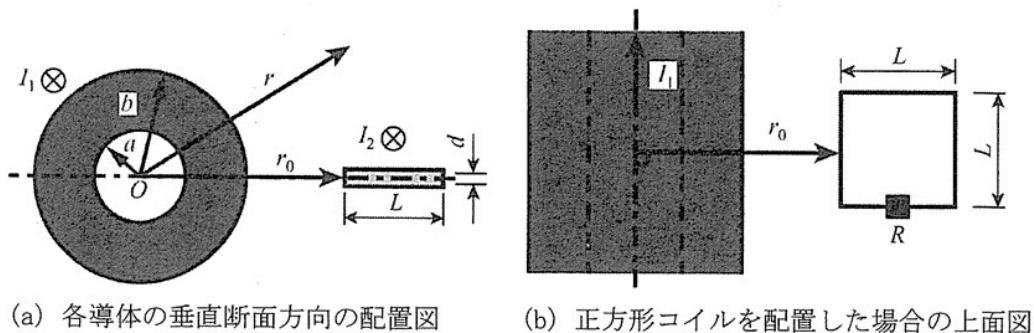 I₁ ⊗
b
a
O
r
r₀
I₂ ⊗
d
L
(a) 各導体の垂直断面方向の配置図
I₁
O
r₀
L
L
R
(b) 正方形コイルを配置した場合の上面図